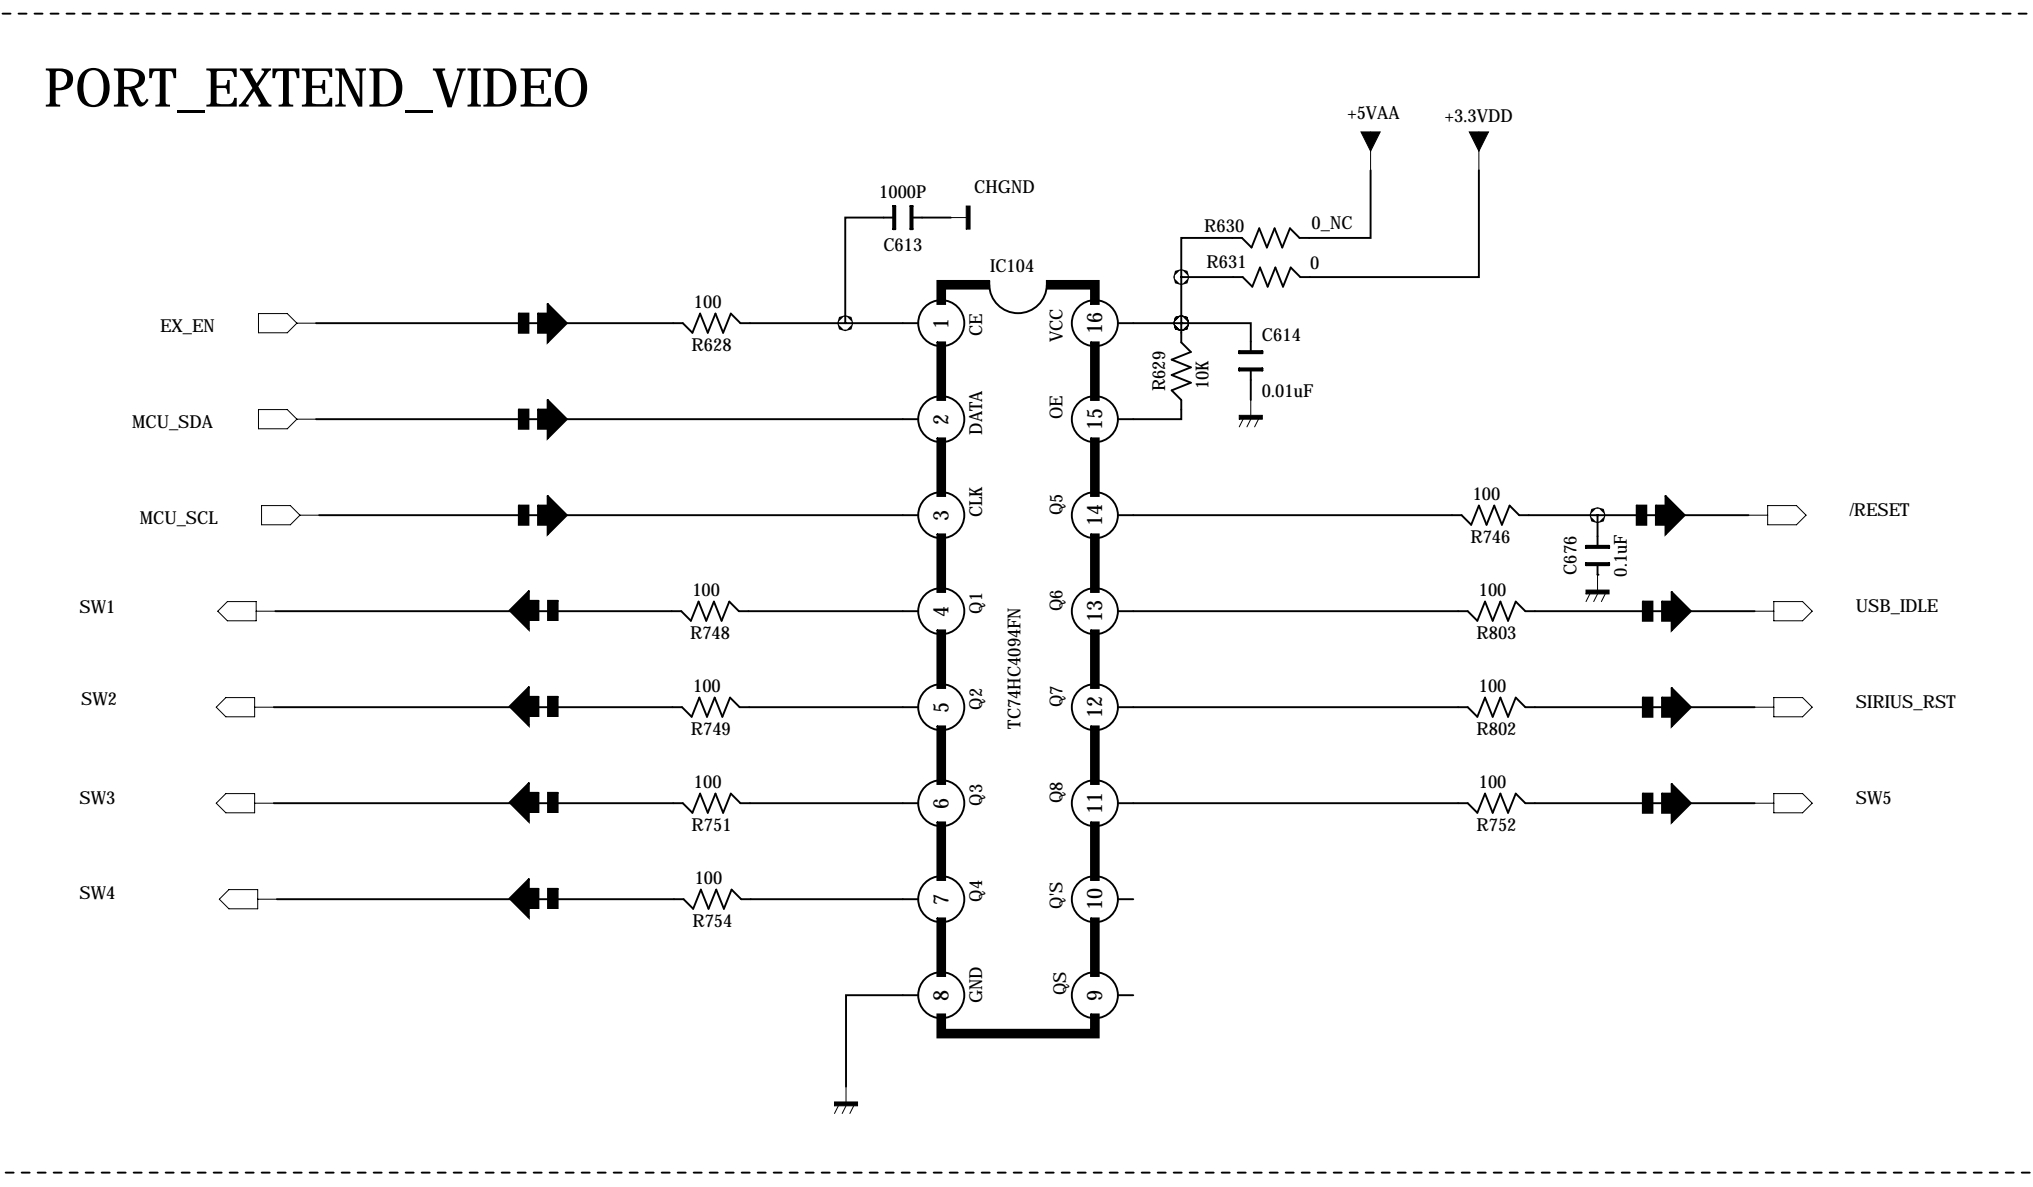 PORT_EXTEND_VIDEO
+5VAA
+3.3VDD
1000P
CHGND
C613
R630
0_NC
R631
0
IC104
EX_EN
100
R628
1
CE
VCC
16
C614
0.01uF
R629
10K
MCU_SDA
2
DATA
OE
15
MCU_SCL
3
CLK
Q5
14
100
R746
/RESET
C676
0.1uF
SW1
100
R748
4
Q1
Q6
13
100
R803
USB_IDLE
TC74HC4094FN
SW2
100
R749
5
Q2
Q7
12
100
R802
SIRIUS_RST
SW3
100
R751
6
Q3
Q8
11
100
R752
SW5
SW4
100
R754
7
Q4
Q'S
10
8
GND
QS
9